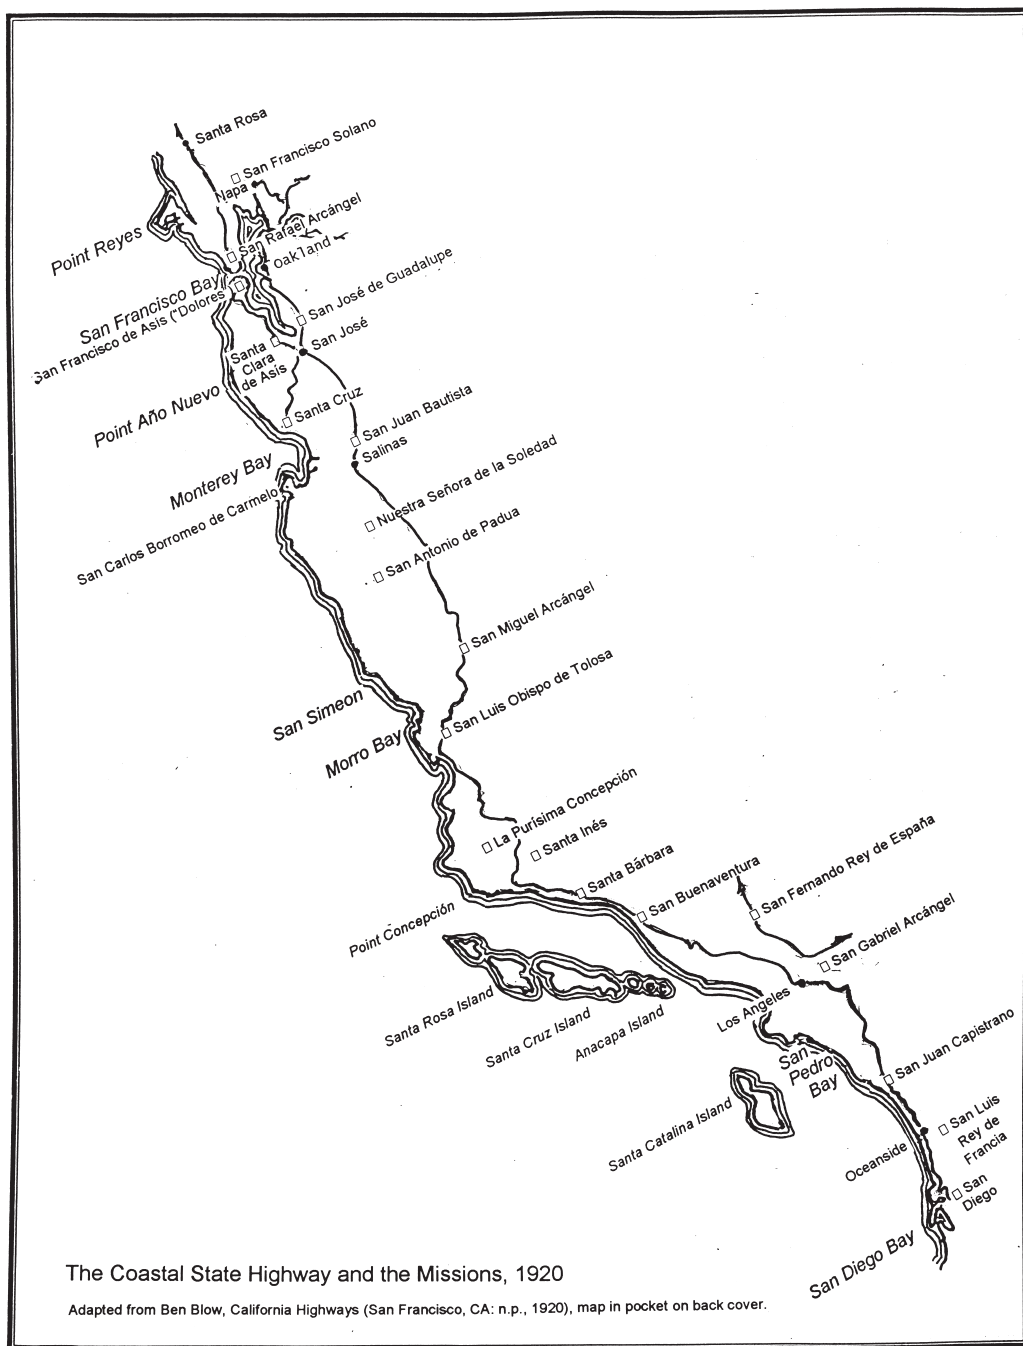 Santa Rosa
San Francisco Solano
Napa
San Rafael Arcángel
Point Reyes
Oakland
San Francisco Bay
San José de Guadalupe
San Francisco de Asis ("Dolores
San José
Santa
Clara
de Asis
Point Año Nuevo
Santa Cruz
San Juan Bautista
Salinas
Monterey Bay
Nuestra Señora de la Soledad
San Carlos Borromeo de Carmelo
San Antonio de Padua
San Miguel Arcángel
San Luis Obispo de Tolosa
San Simeon
Morro Bay
La Purísima Concepción
Santa Inés
Santa Bárbara
San Buenaventura
San Fernando Rey de España
Point Concepción
San Gabriel Arcángel
Santa Rosa Island
Santa Cruz Island
Anacapa Island
Los Angeles
San
Pedro
Bay
San Juan Capistrano
Santa Catalina Island
San Luis
Rey de
Francia
Oceanside
San
Diego
San Diego Bay
The Coastal State Highway and the Missions, 1920
Adapted from Ben Blow, California Highways (San Francisco, CA: n.p., 1920), map in pocket on back cover.